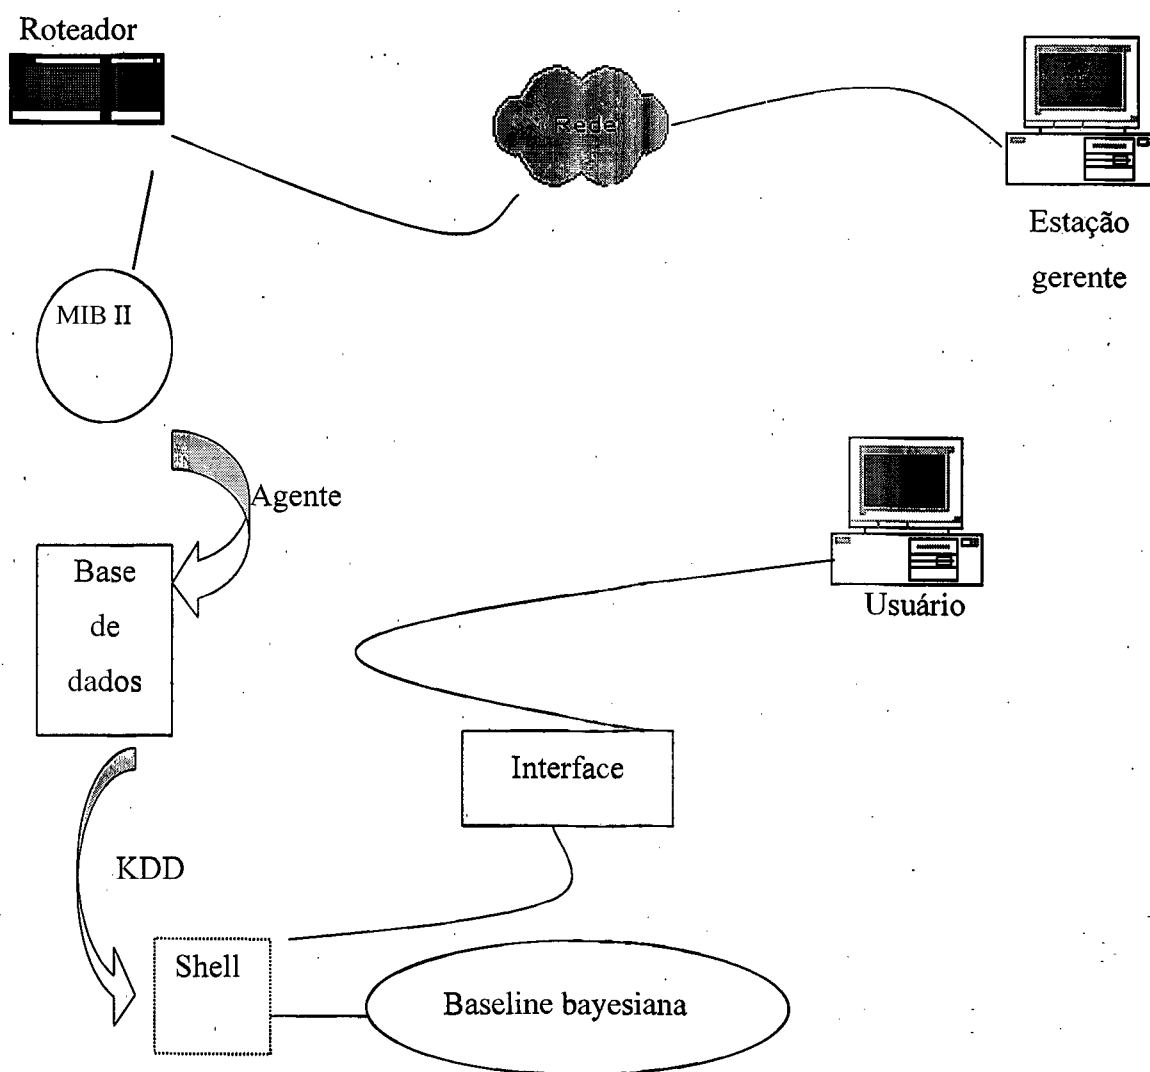 Roteador
Rede
Estação
gerente
MIB II
Agente
Base
de
dados
Usuário
Interface
KDD
Shell
Baseline bayesiana